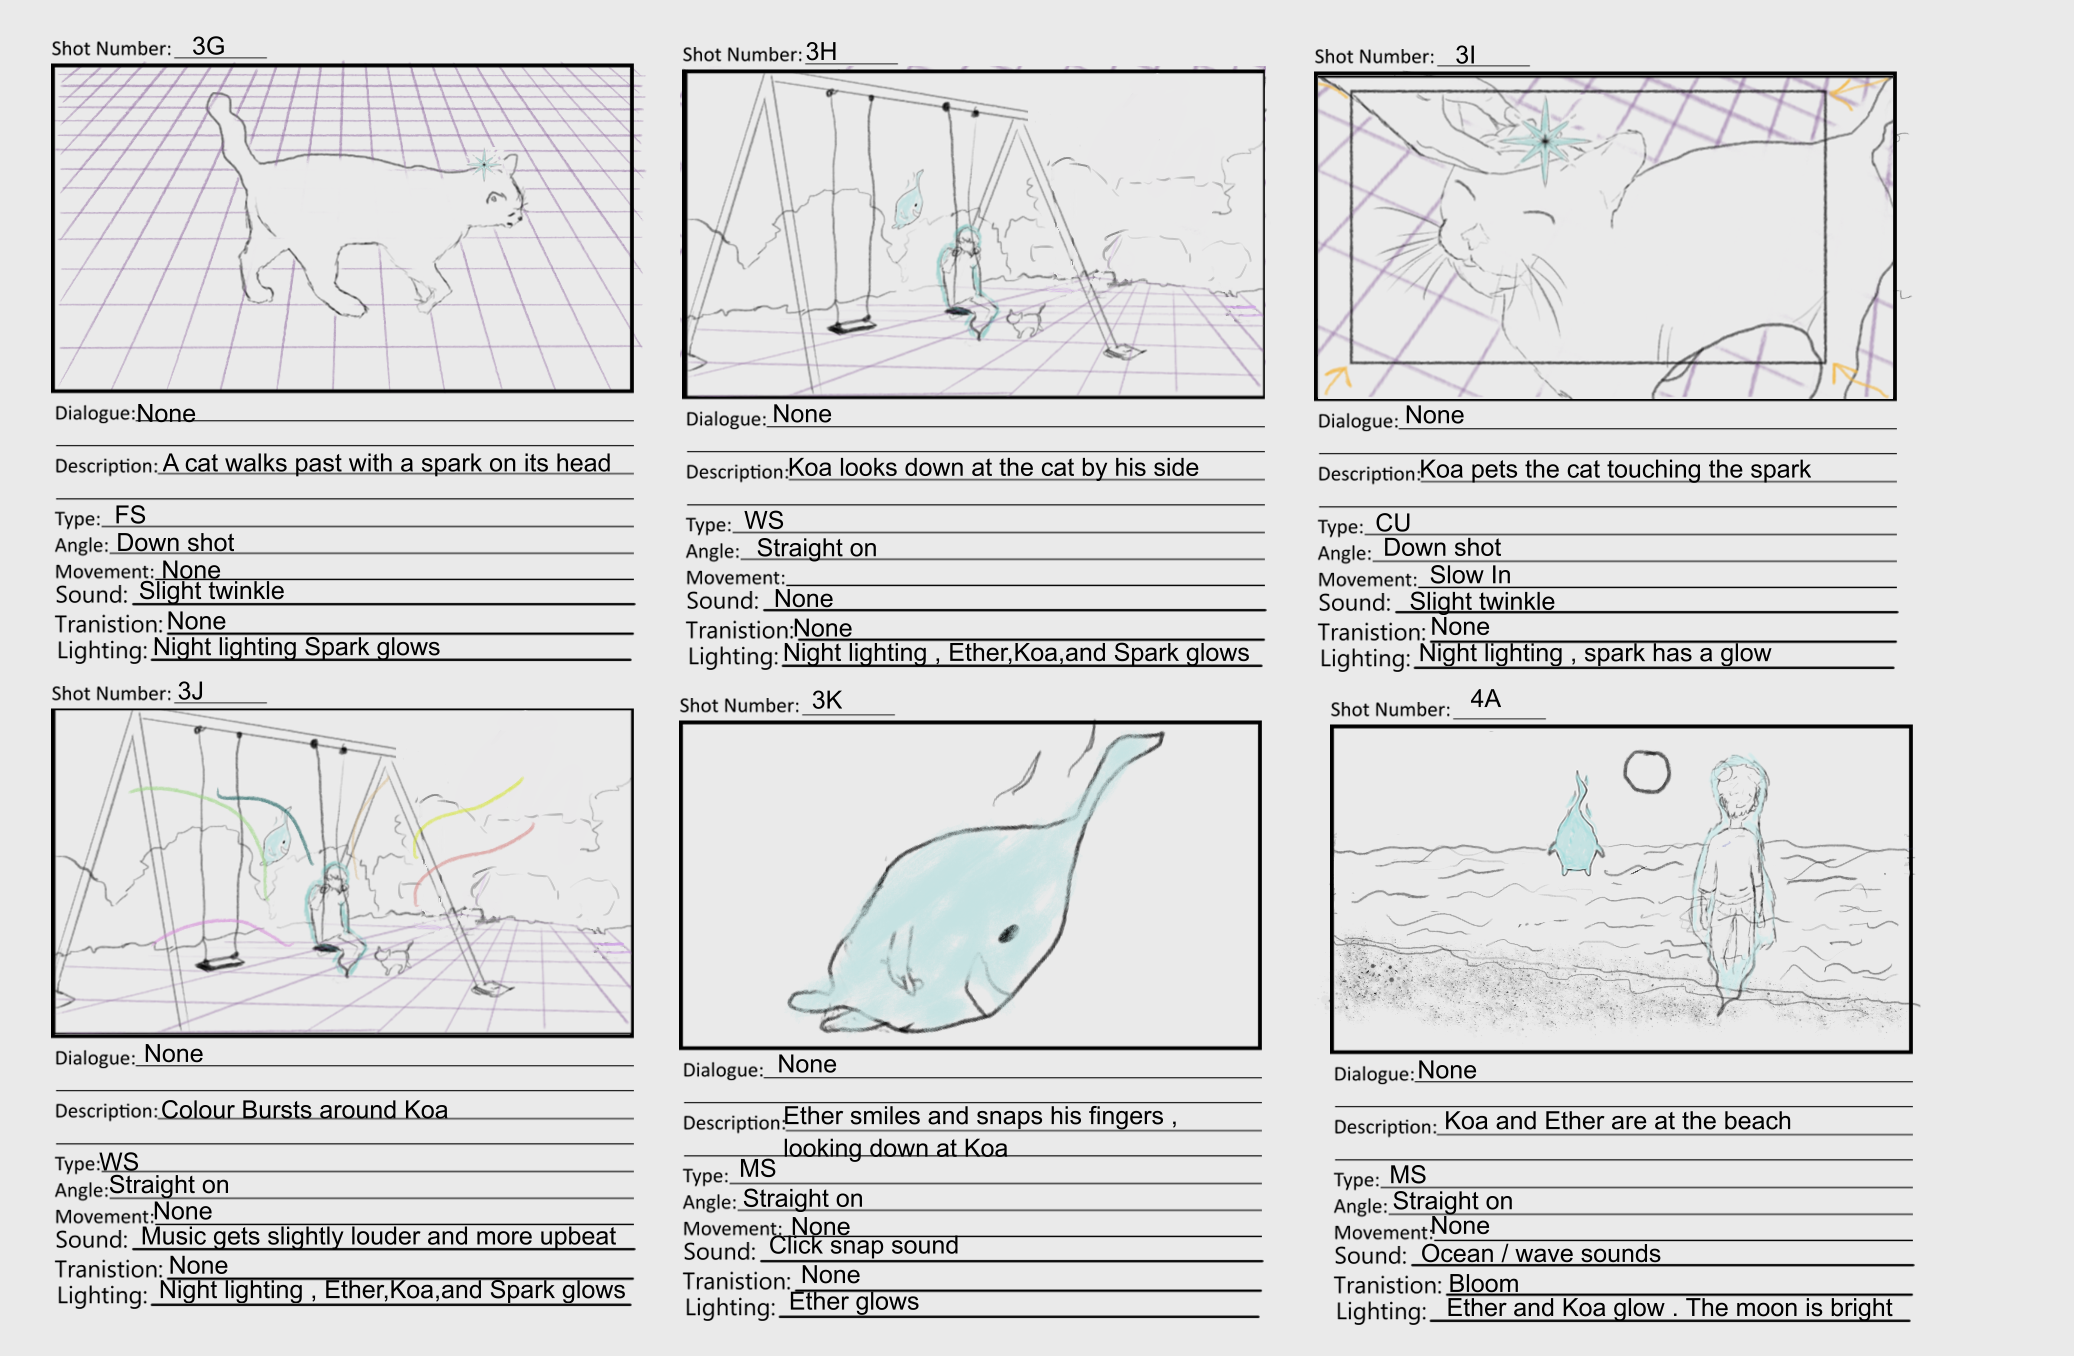 Shot Number: 3G
Dialogue: None
Description: A cat walks past with a spark on its head
Type: FS
Angle: Down shot
Movement: None
Sound: Slight twinkle
Tranistion: None
Lighting: Night lighting Spark glows
Shot Number: 3H
Dialogue: None
Description: Koa looks down at the cat by his side
Type: WS
Angle: Straight on
Movement:
Sound: None
Tranistion: None
Lighting: Night lighting , Ether,Koa,and Spark glows
Shot Number: 3I
Dialogue: None
Description: Koa pets the cat touching the spark
Type: CU
Angle: Down shot
Movement: Slow In
Sound: Slight twinkle
Tranistion: None
Lighting: Night lighting , spark has a glow
Shot Number: 3J
Dialogue: None
Description: Colour Bursts around Koa
Type: WS
Angle: Straight on
Movement: None
Sound: Music gets slightly louder and more upbeat
Tranistion: None
Lighting: Night lighting , Ether,Koa,and Spark glows
Shot Number: 3K
Dialogue: None
Description: Ether smiles and snaps his fingers ,
looking down at Koa
Type: MS
Angle: Straight on
Movement: None
Sound: Click snap sound
Tranistion: None
Lighting: Ether glows
Shot Number: 4A
Dialogue: None
Description: Koa and Ether are at the beach
Type: MS
Angle: Straight on
Movement: None
Sound: Ocean / wave sounds
Tranistion: Bloom
Lighting: Ether and Koa glow . The moon is bright